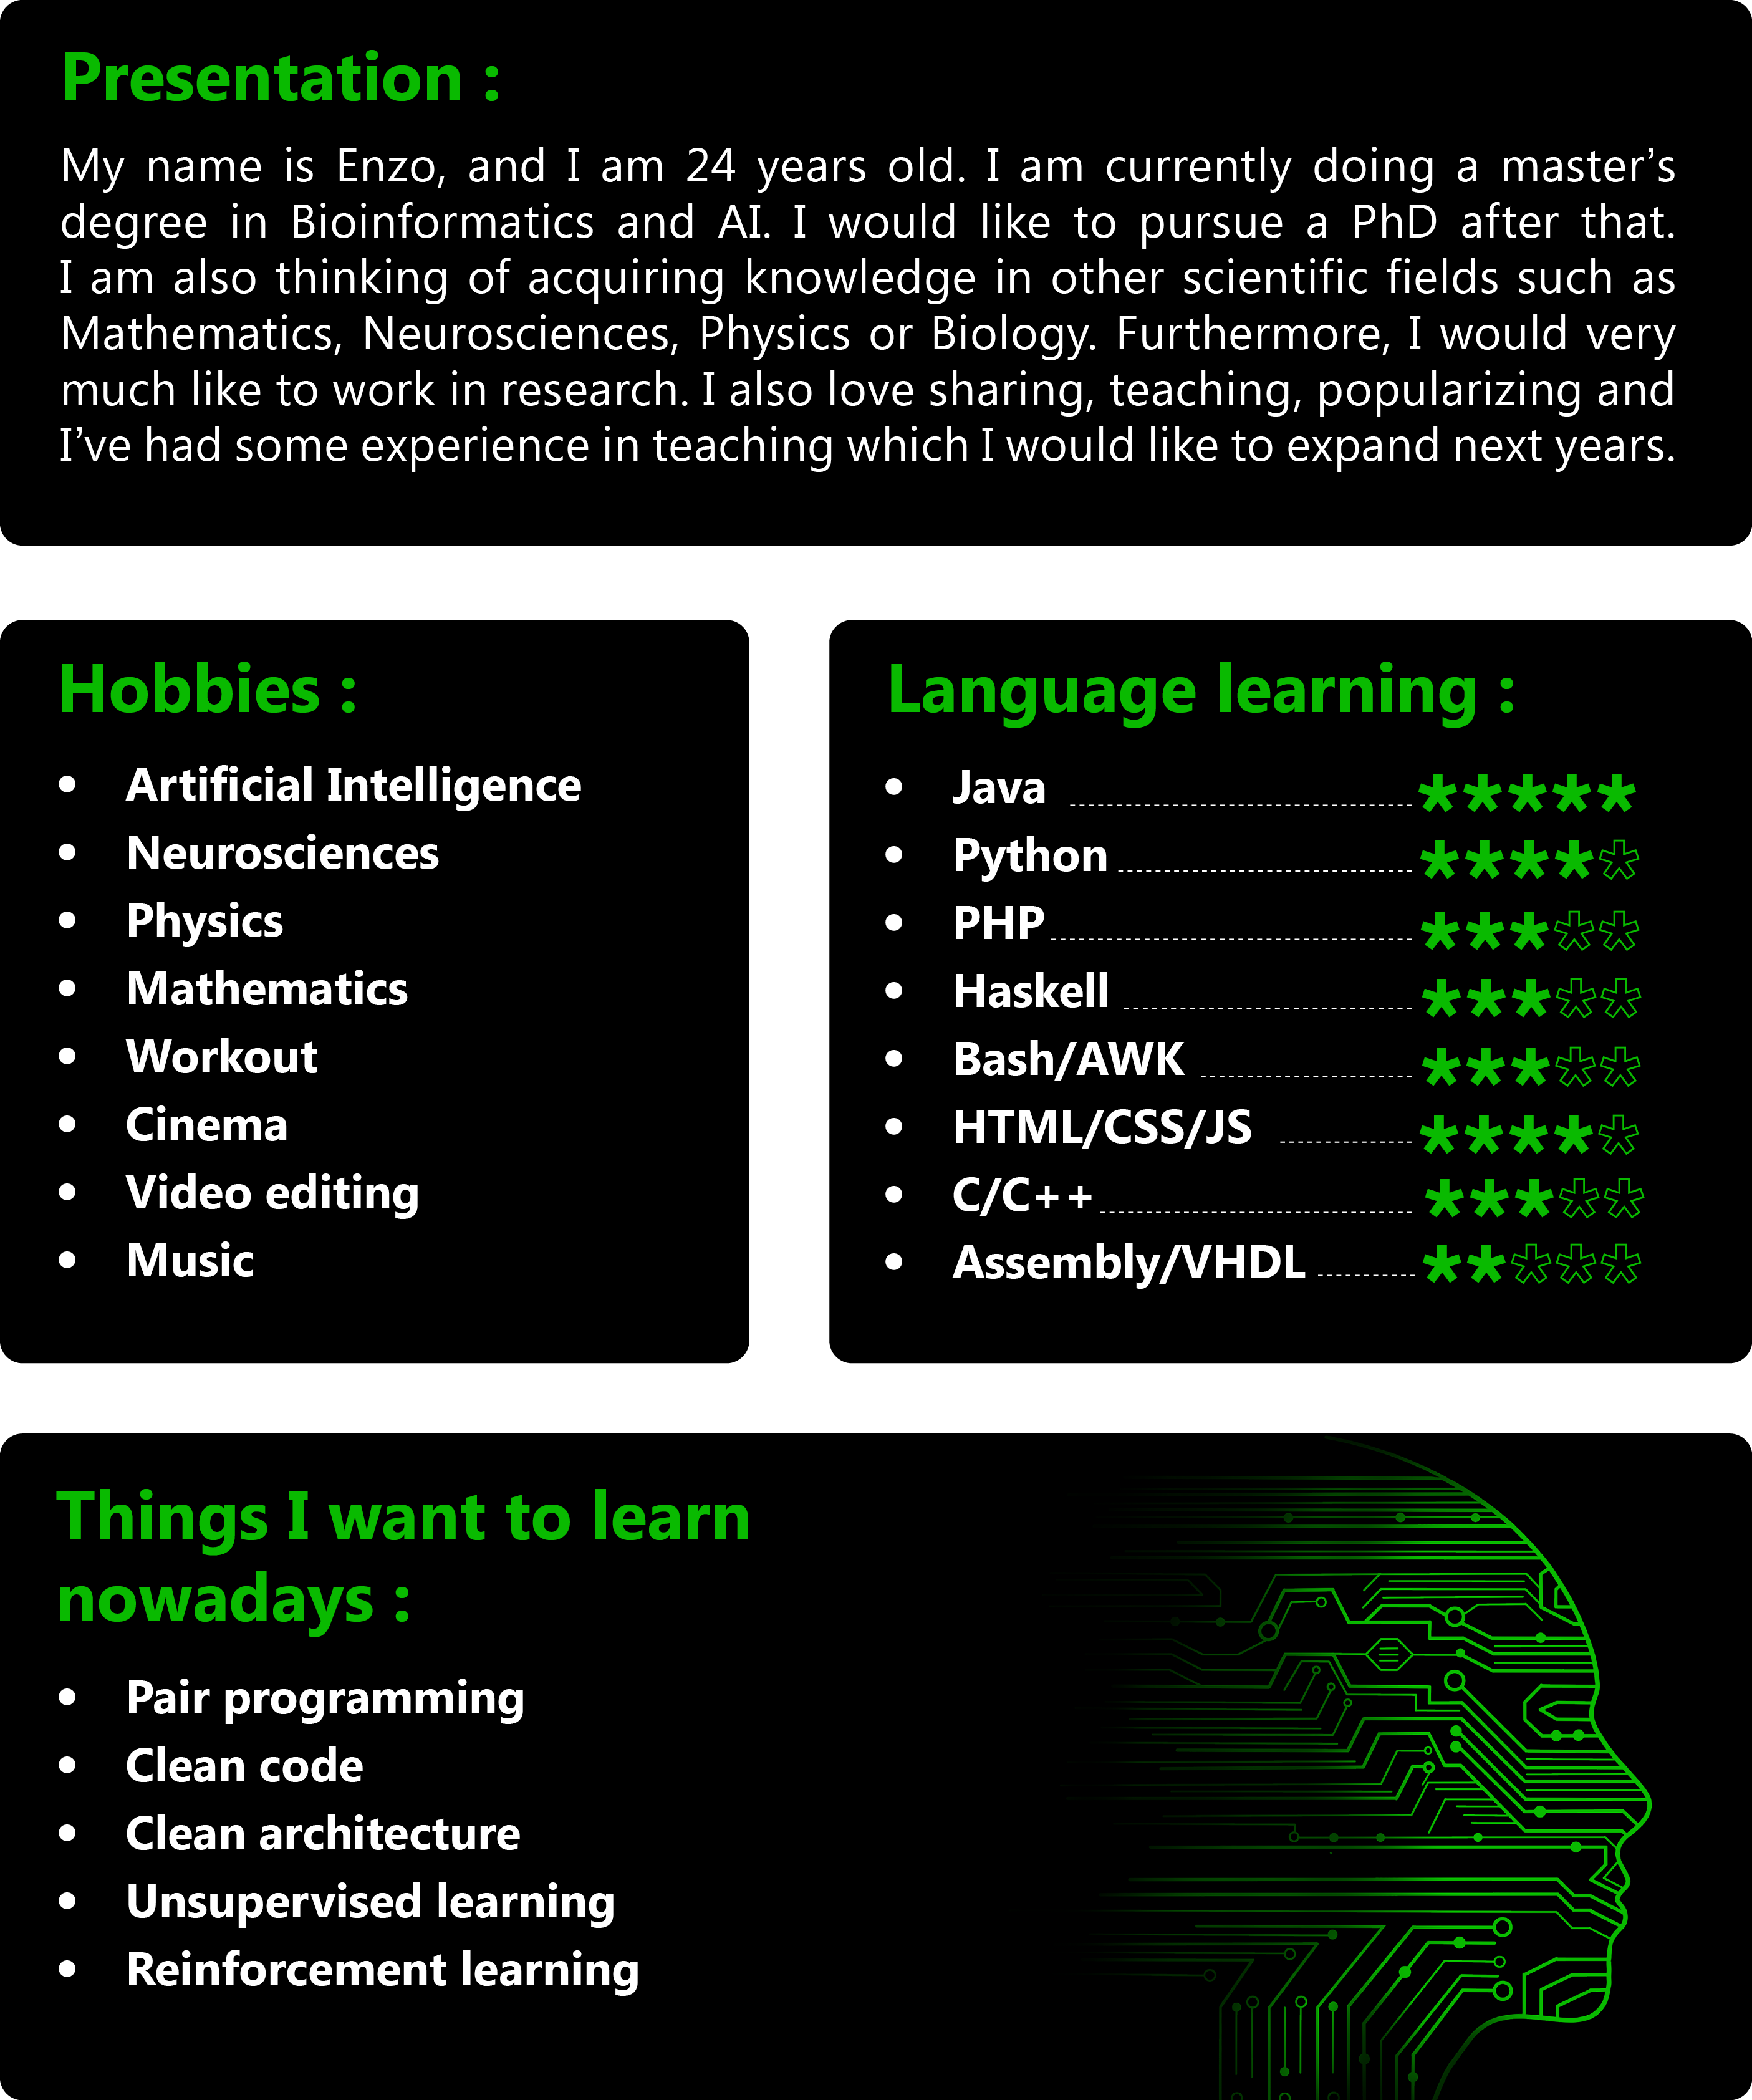 Presentation :
My name is Enzo, and I am 24 years old. I am currently doing a master’s
degree in Bioinformatics and AI. I would like to pursue a PhD after that.
I am also thinking of acquiring knowledge in other scientific fields such as
Mathematics, Neurosciences, Physics or Biology. Furthermore, I would very
much like to work in research. I also love sharing, teaching, popularizing and
I’ve had some experience in teaching which I would like to expand next years.
Hobbies :
• Artificial Intelligence
• Neurosciences
• Physics
• Mathematics
• Workout
• Cinema
• Video editing
• Music
Language learning :
• Java
• Python
• PHP
• Haskell
• Bash/AWK
• HTML/CSS/JS
• C/C++
• Assembly/VHDL
Things I want to learn
nowadays :
• Pair programming
• Clean code
• Clean architecture
• Unsupervised learning
• Reinforcement learning